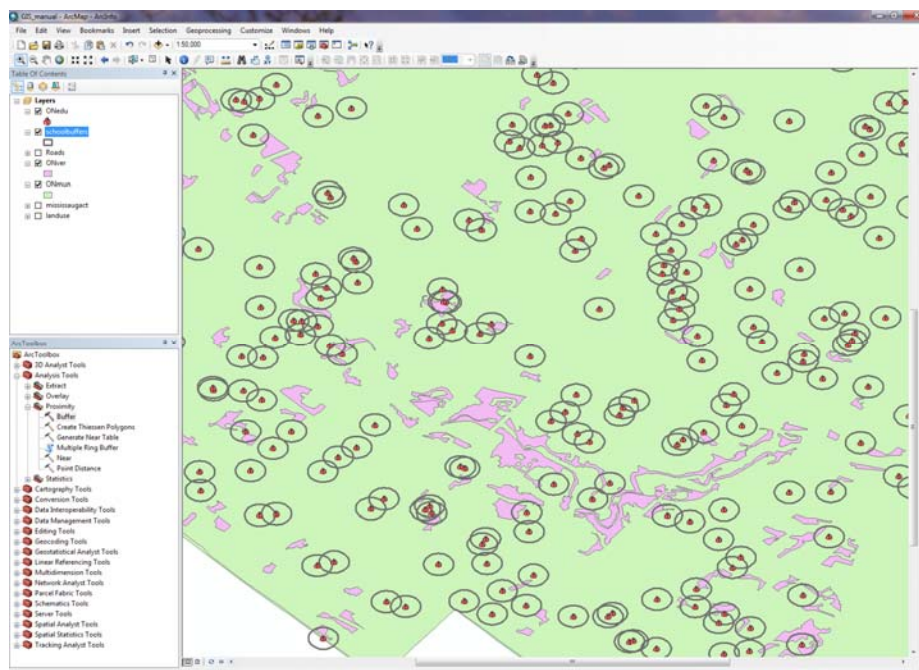 GIS_manual - ArcMap - ArcInfo
File Edit View Bookmarks Insert Selection Geoprocessing Customize Windows Help
1:50,000
Table Of Contents
Layers
ONedu
schoolbuffers
Roads
ONver
ONmun
mississaugact
landuse
ArcToolbox
ArcToolbox
3D Analyst Tools
Analysis Tools
Extract
Overlay
Proximity
Buffer
Create Thiessen Polygons
Generate Near Table
Multiple Ring Buffer
Near
Point Distance
Statistics
Cartography Tools
Conversion Tools
Data Interoperability Tools
Data Management Tools
Editing Tools
Geocoding Tools
Geostatistical Analyst Tools
Linear Referencing Tools
Multidimension Tools
Network Analyst Tools
Parcel Fabric Tools
Schematics Tools
Server Tools
Spatial Analyst Tools
Spatial Statistics Tools
Tracking Analyst Tools